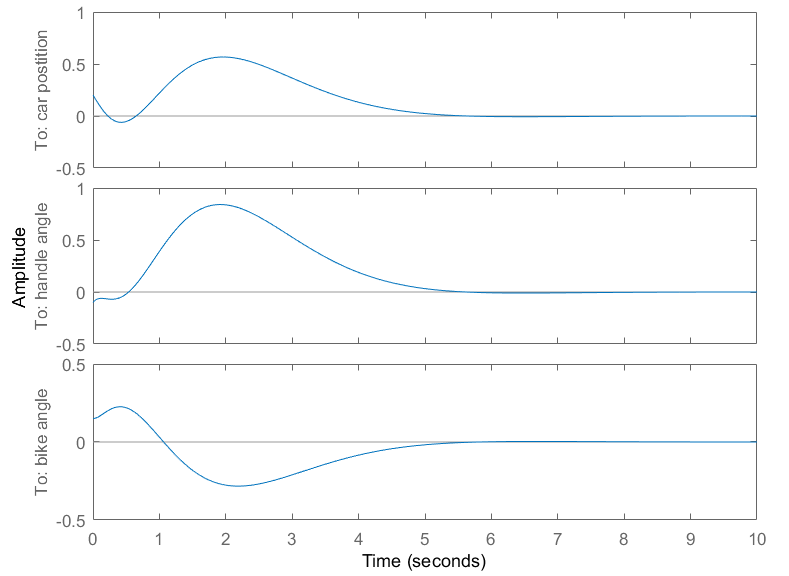 1
0.5
0
-0.5
To: car postition
1
0.5
0
-0.5
To: handle angle
Amplitude
0.5
0
-0.5
To: bike angle
0 1 2 3 4 5 6 7 8 9 10
Time (seconds)